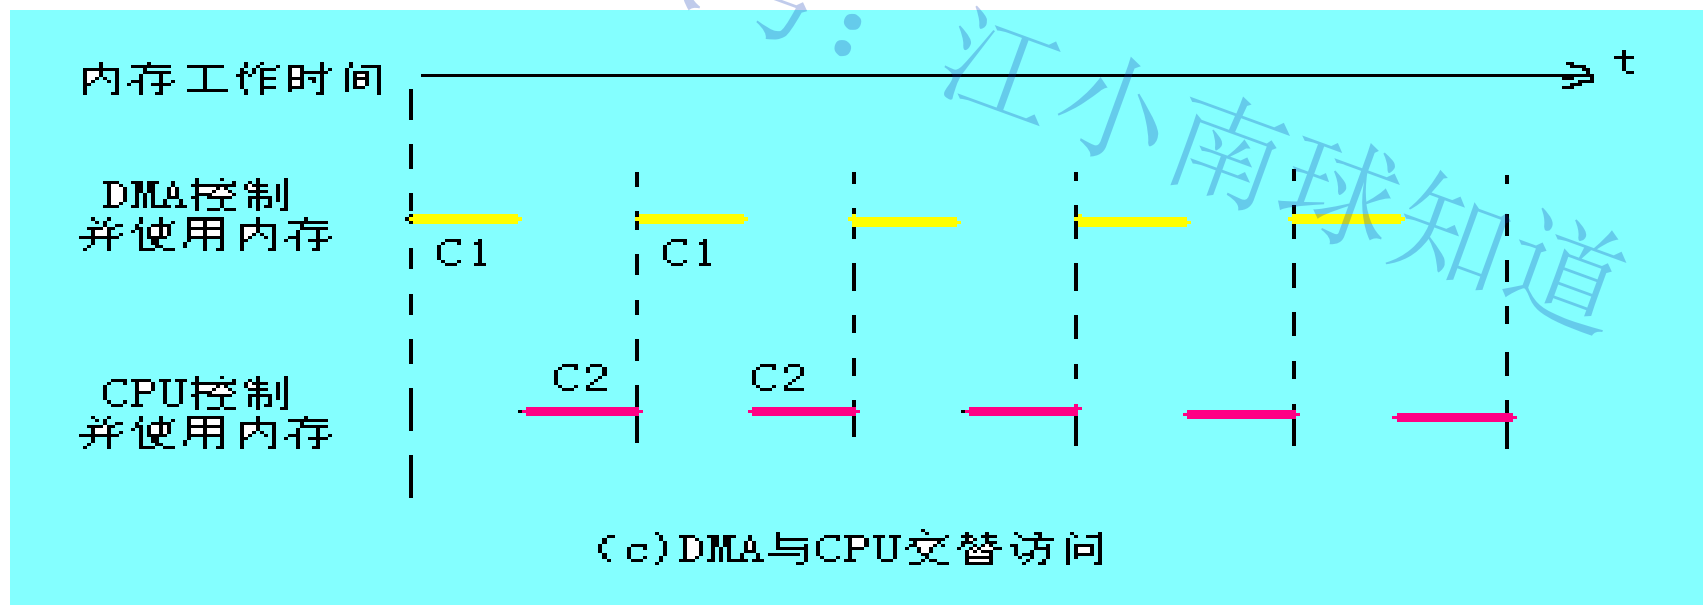 内存工作时间
t
DMA控制
并使用内存
C1
C1
CPU控制
并使用内存
C2
C2
(c)DMA与CPU交替访问
：江小南球知道